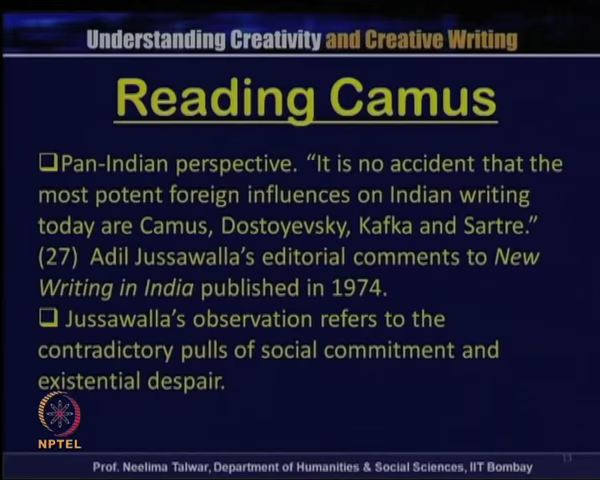 Understanding Creativity and Creative Writing
Reading Camus
❑Pan-Indian perspective. “It is no accident that the
most potent foreign influences on Indian writing
today are Camus, Dostoyevsky, Kafka and Sartre.”
(27) Adil Jussawalla’s editorial comments to New
Writing in India published in 1974.
❑ Jussawalla’s observation refers to the
contradictory pulls of social commitment and
existential despair.
NPTEL
13
Prof. Neelima Talwar, Department of Humanities & Social Sciences, IIT Bombay